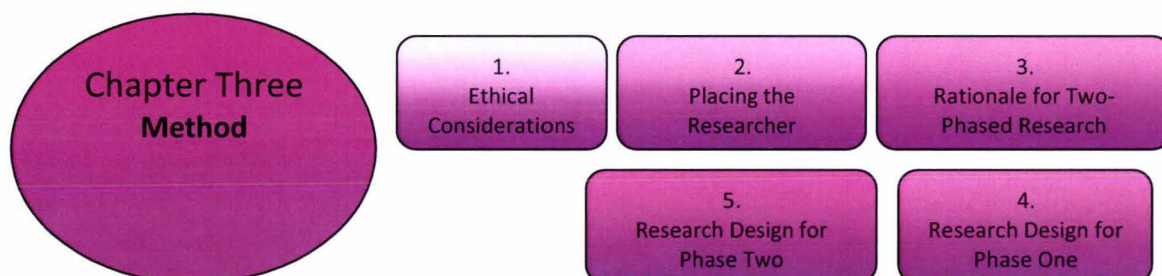 Chapter Three
Method
1.
Ethical
Considerations
2.
Placing the
Researcher
3.
Rationale for Two-
Phased Research
5.
Research Design for
Phase Two
4.
Research Design for
Phase One